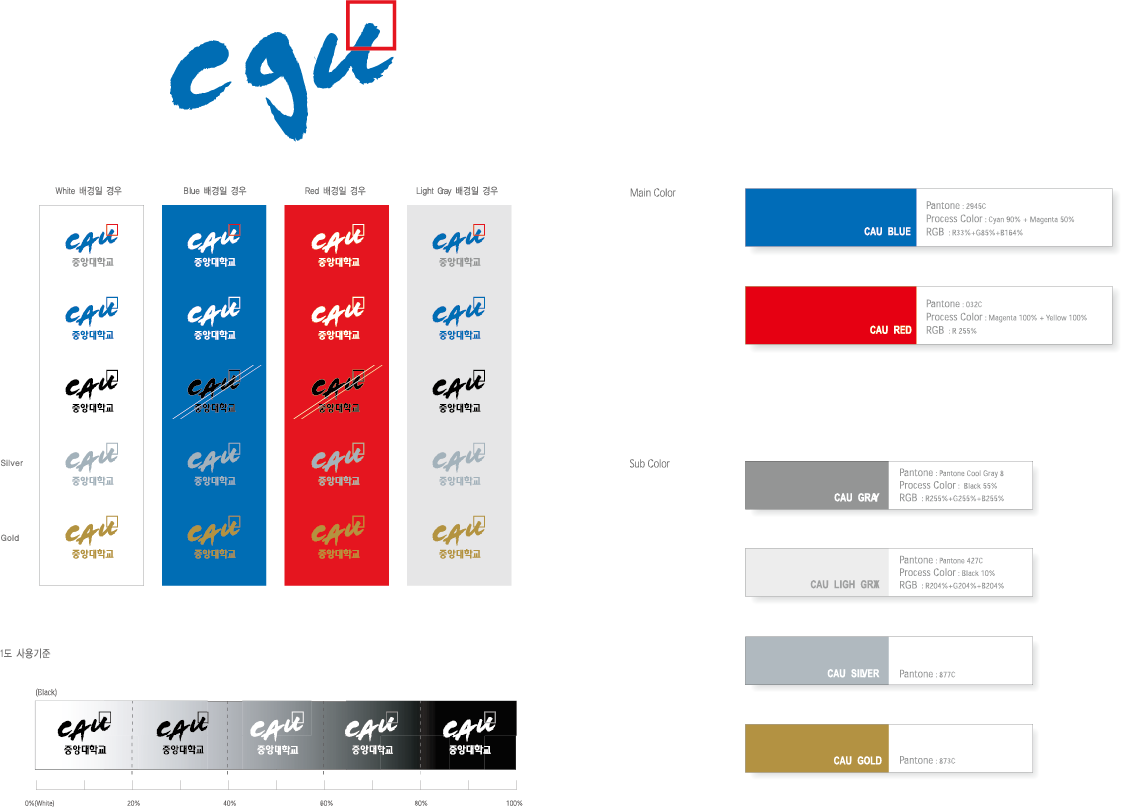 cgu
White 배경일 경우
Blue 배경일 경우
Red 배경일 경우
Light Gray 배경일 경우
CAU
중앙대학교
CAU
중앙대학교
CAU
중앙대학교
CAU
중앙대학교
CAU
중앙대학교
CAU
중앙대학교
CAU
중앙대학교
CAU
중앙대학교
CAU
중앙대학교
CAU
중앙대학교
CAU
중앙대학교
CAU
중앙대학교
Silver
CAU
중앙대학교
CAU
중앙대학교
CAU
중앙대학교
CAU
중앙대학교
Gold
CAU
중앙대학교
CAU
중앙대학교
CAU
중앙대학교
CAU
중앙대학교
1도 사용기준
(Black)
CAU
중앙대학교
CAU
중앙대학교
CAU
중앙대학교
CAU
중앙대학교
CAU
중앙대학교
0%(White) 20% 40% 60% 80% 100%
Main Color
CAU BLUE
Pantone : 2945C
Process Color : Cyan 90% + Magenta 50%
RGB : R33%+G85%+B164%
CAU RED
Pantone : 032C
Process Color : Magenta 100% + Yellow 100%
RGB : R 255%
Sub Color
CAU GRAY
Pantone : Pantone Cool Gray 8
Process Color : Black 55%
RGB : R255%+G255%+B255%
CAU LIGH
Pantone : Pantone 427C
Process Color : Black 10%
RGB : R204%+G204%+B204%
CAU SILVER
Pantone : 877C
CAU GOLD
Pantone : 873C